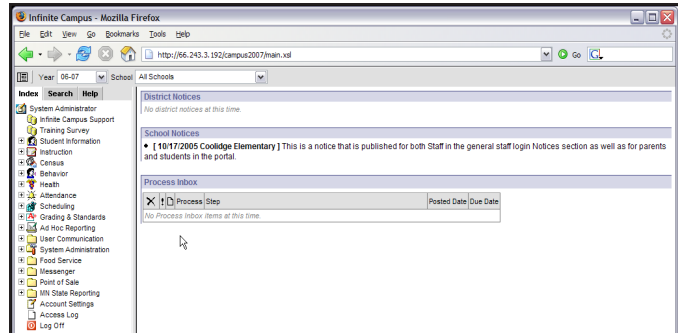 Infinite Campus - Mozilla Firefox
File Edit View Go Bookmarks Tools Help
http://66.243.3.192/campus2007/main.xsl Go G.
Year 06-07 School All Schools
Index Search Help
System Administrator
Infinite Campus Support
Training Survey
Student Information
Instruction
Census
Behavior
Health
Attendance
Scheduling
Grading & Standards
Ad Hoc Reporting
User Communication
System Administration
Food Service
Messenger
Point of Sale
MN State Reporting
Account Settings
Access Log
Log Off
District Notices
No district notices at this time.
School Notices
• [ 10/17/2005 Coolidge Elementary ] This is a notice that is published for both Staff in the general staff login Notices section as well as for parents
and students in the portal.
Process Inbox
! Process Step Posted Date Due Date
No Process Inbox items at this time.